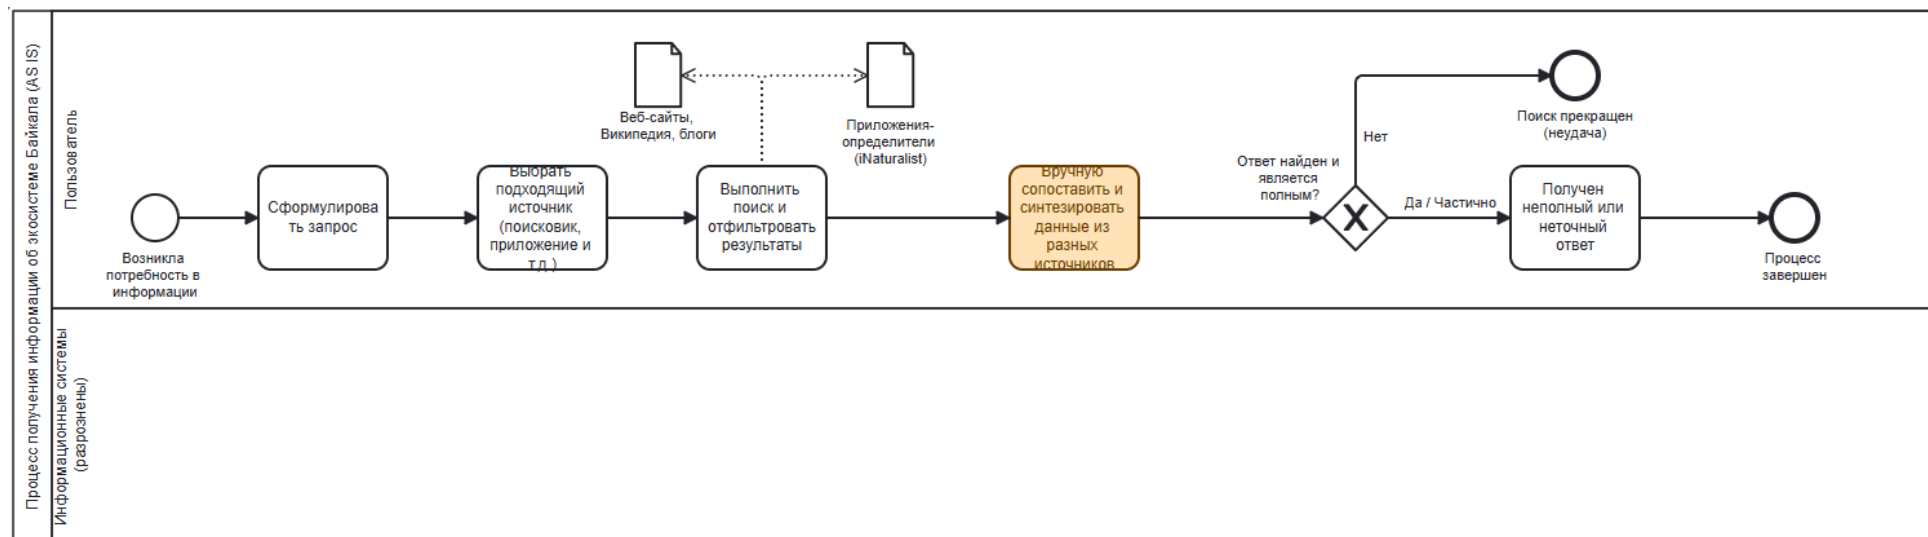 Процесс получения информации об экосистеме Байкала (AS IS)
Пользователь
Возникла
потребность в
информации
Сформулирова
ть запрос
Выбрать
подходящий
источник
(поисковик,
приложение и
т.д.)
Веб-сайты,
Википедия, блоги
Приложения-
определители
(iNaturalist)
Выполнить
поиск и
отфильтровать
результаты
Вручную
сопоставить и
синтезировать
данные из
разных
источников
Ответ найден и
является
полным?
Нет
Поиск прекращен
(неудача)
Да / Частично
Получен
неполный или
неточный
ответ
Процесс
завершен
Информационные системы
(разрознены)